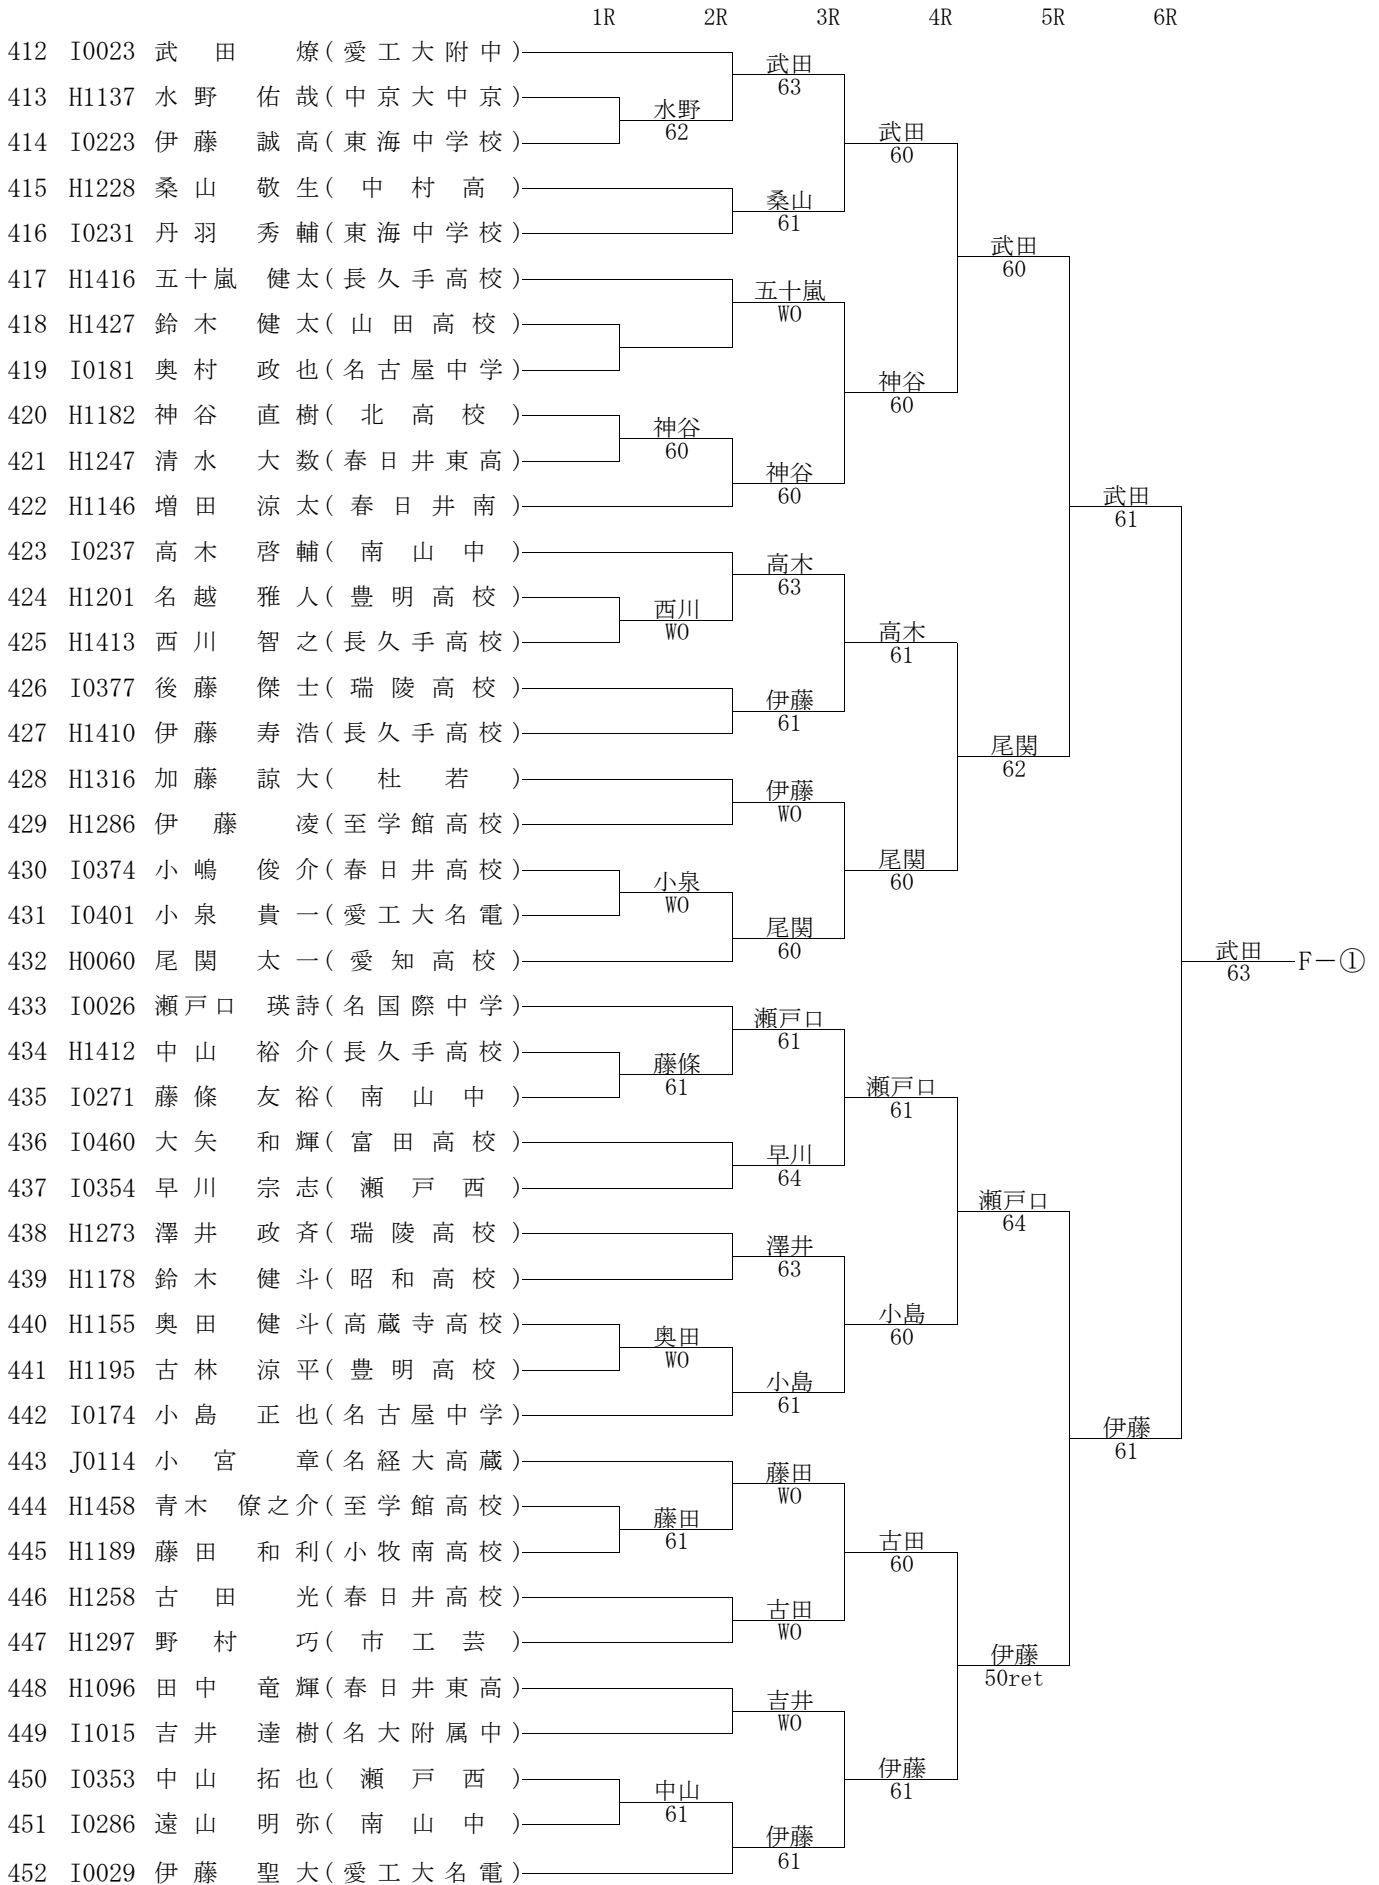 1R 2R 3R 4R 5R 6R
412 I0023 武田 燎(愛工大附中)
武田
63
413 H1137 水野 佑哉(中京大中京)
水野
62
武田
60
414 I0223 伊藤 誠高(東海中学校)
415 H1228 桑山 敬生(中村高)
桑山
61
416 I0231 丹羽 秀輔(東海中学校)
武田
60
417 H1416 五十嵐 健太(長久手高校)
五十嵐
WO
418 H1427 鈴木 健太(山田高校)
419 I0181 奥村 政也(名古屋中学)
神谷
60
420 H1182 神谷 直樹(北高校)
神谷
60
421 H1247 清水 大数(春日井東高)
神谷
60
422 H1146 増田 涼太(春日井南)
武田
61
423 I0237 高木 啓輔(南山中)
高木
63
424 H1201 名越 雅人(豊明高校)
西川
WO
425 H1413 西川 智之(長久手高校)
高木
61
426 I0377 後藤 傑士(瑞陵高校)
伊藤
61
427 H1410 伊藤 寿浩(長久手高校)
尾関
62
428 H1316 加藤 諒大(杜若)
伊藤
WO
429 H1286 伊藤 凌(至学館高校)
430 I0374 小嶋 俊介(春日井高校)
尾関
60
小泉
WO
431 I0401 小泉 貴一(愛工大名電)
尾関
60
432 H0060 尾関 太一(愛知高校)
武田
63
F－①
433 I0026 瀬戸口 瑛詩(名国際中学)
瀬戸口
61
434 H1412 中山 裕介(長久手高校)
藤條
61
435 I0271 藤條 友裕(南山中)
瀬戸口
61
436 I0460 大矢 和輝(富田高校)
早川
64
437 I0354 早川 宗志(瀬戸西)
瀬戸口
64
438 H1273 澤井 政斉(瑞陵高校)
澤井
63
439 H1178 鈴木 健斗(昭和高校)
440 H1155 奥田 健斗(高蔵寺高校)
小島
60
奥田
WO
441 H1195 古林 涼平(豊明高校)
小島
61
442 I0174 小島 正也(名古屋中学)
伊藤
61
443 J0114 小宮 章(名経大高蔵)
藤田
WO
444 H1458 青木 僚之介(至学館高校)
藤田
61
445 H1189 藤田 和利(小牧南高校)
古田
60
446 H1258 古田 光(春日井高校)
古田
WO
447 H1297 野村 巧(市工芸)
伊藤
50ret
448 H1096 田中 竜輝(春日井東高)
吉井
WO
449 I1015 吉井 達樹(名大附属中)
450 I0353 中山 拓也(瀬戸西)
伊藤
61
中山
61
451 I0286 遠山 明弥(南山中)
伊藤
61
452 I0029 伊藤 聖大(愛工大名電)